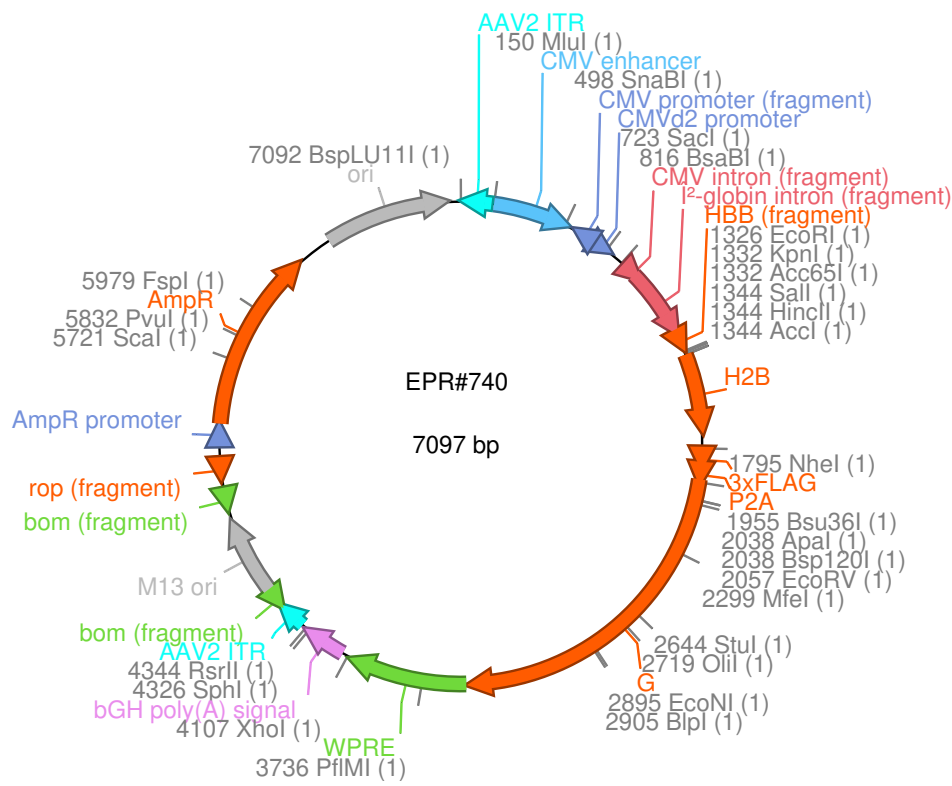 AAV2 ITR
150 MluI (1)
CMV enhancer
498 SnaBI (1)
CMV promoter (fragment)
CMVd2 promoter
723 SacI (1)
816 BsaBI (1)
CMV intron (fragment)
Î²-globin intron (fragment)
HBB (fragment)
1326 EcoRI (1)
1332 KpnI (1)
1332 Acc65I (1)
1344 SalI (1)
1344 HincII (1)
1344 AccI (1)
H2B
1795 NheI (1)
3xFLAG
P2A
1955 Bsu36I (1)
2038 ApaI (1)
2038 Bsp120I (1)
2057 EcoRV (1)
2299 MfeI (1)
2644 StuI (1)
2719 OliI (1)
G
2895 EcoNI (1)
2905 BlpI (1)
7092 BspLU11I (1)
ori
5979 FspI (1)
AmpR
5832 PvuI (1)
5721 ScaI (1)
AmpR promoter
rop (fragment)
bom (fragment)
M13 ori
bom (fragment)
AAV2 ITR
4344 RsrII (1)
4326 SphI (1)
bGH poly(A) signal
4107 XhoI (1)
WPRE
3736 PflMI (1)
EPR#740
7097 bp